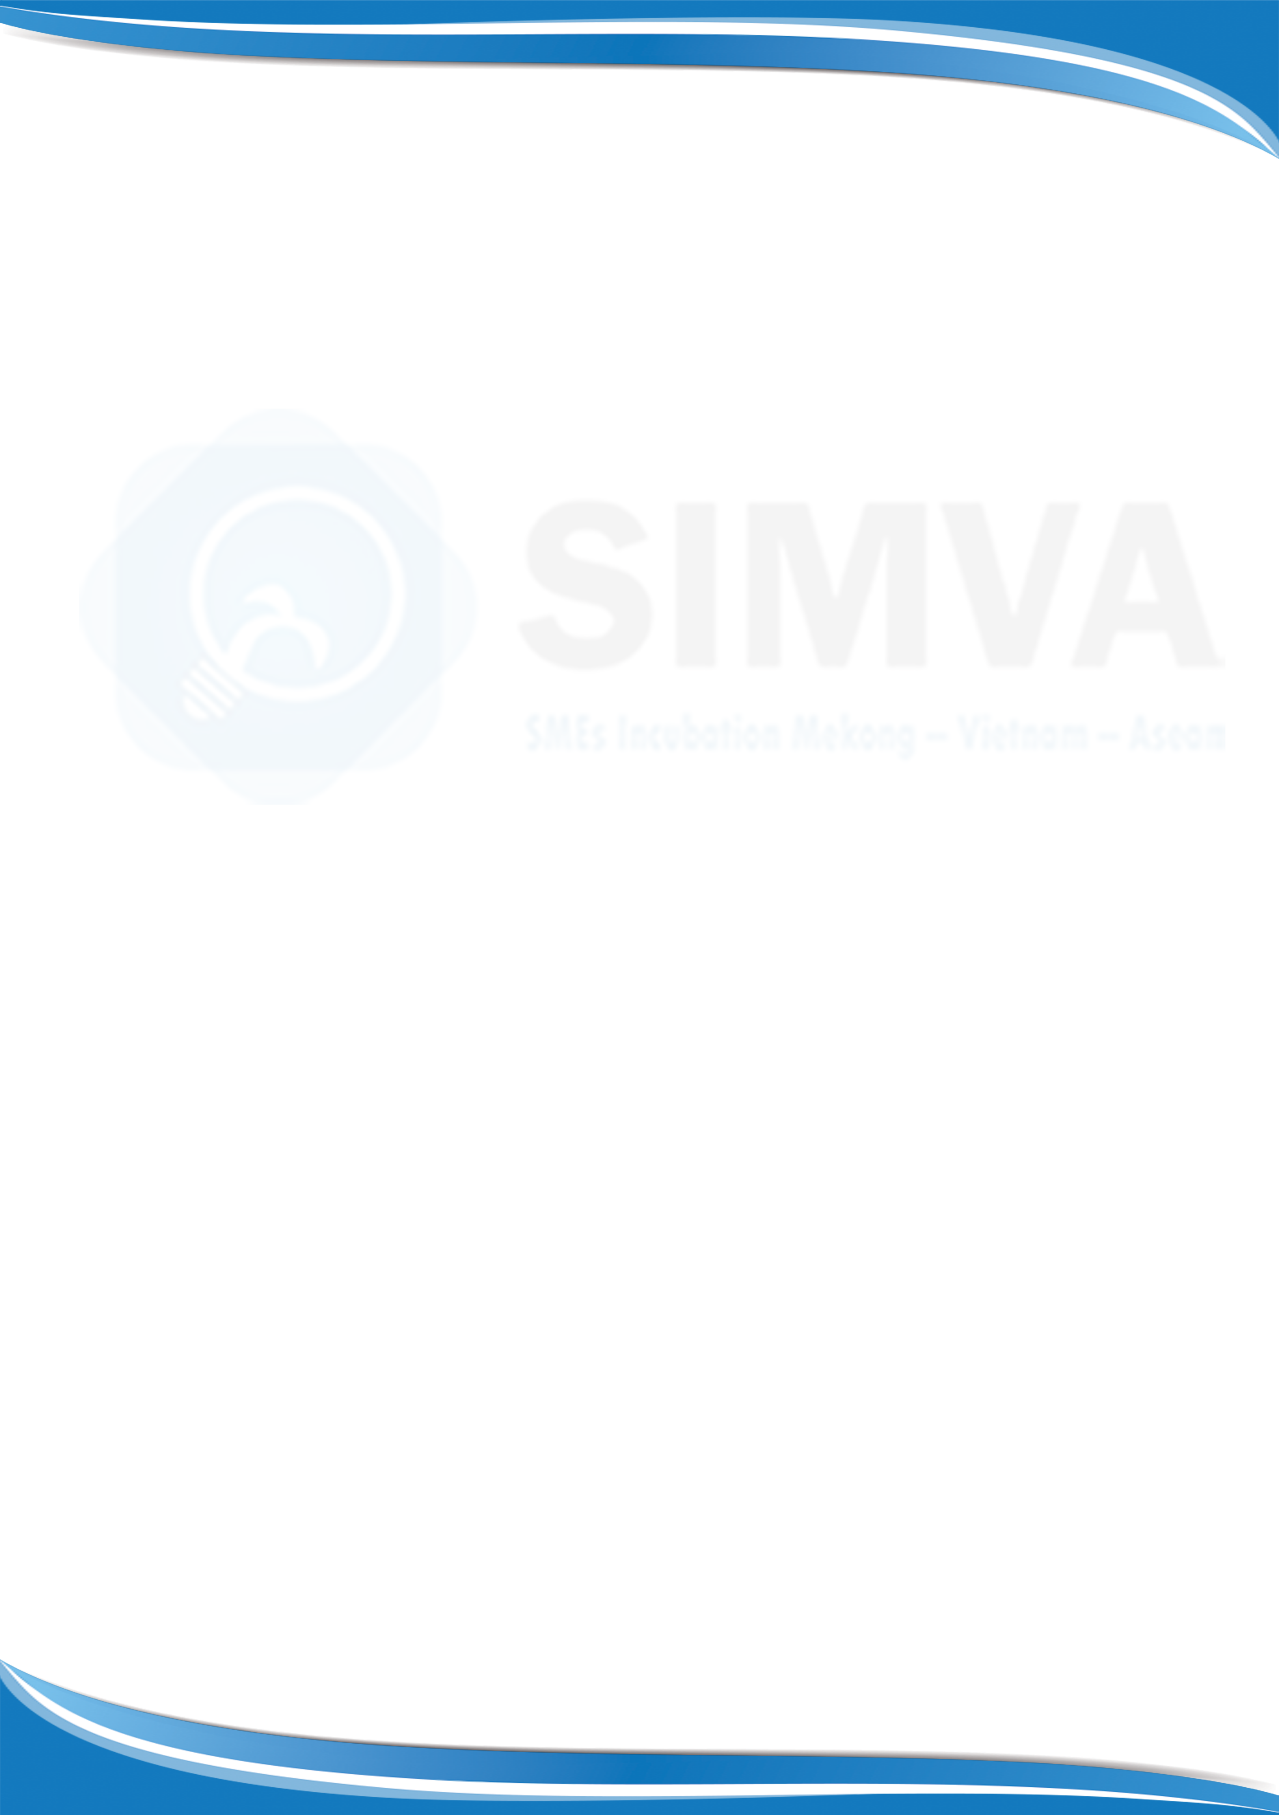 SIMVA
SMEs Incubation Mekong – Vietnam – Asean